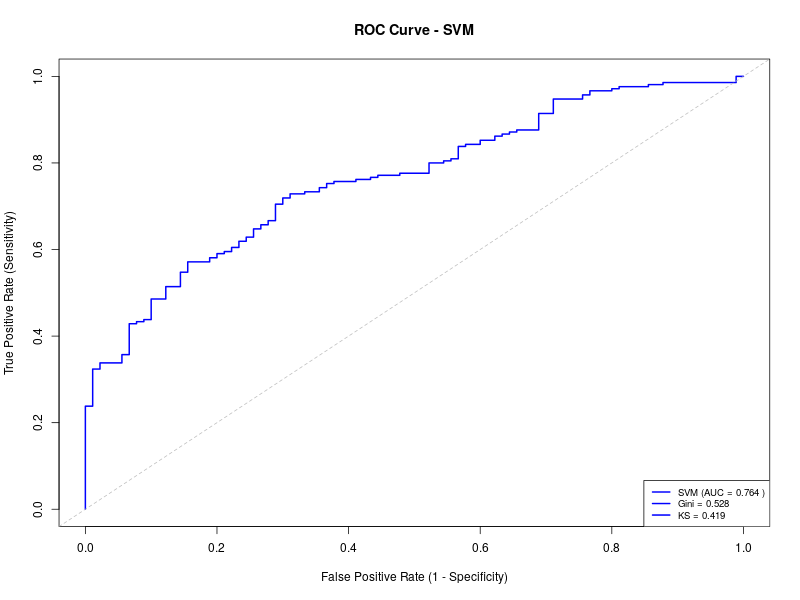 ROC Curve - SVM
True Positive Rate (Sensitivity)
1.0
0.8
0.6
0.4
0.2
0.0
SVM (AUC = 0.764 )
Gini = 0.528
KS = 0.419
0.0 0.2 0.4 0.6 0.8 1.0
False Positive Rate (1 - Specificity)